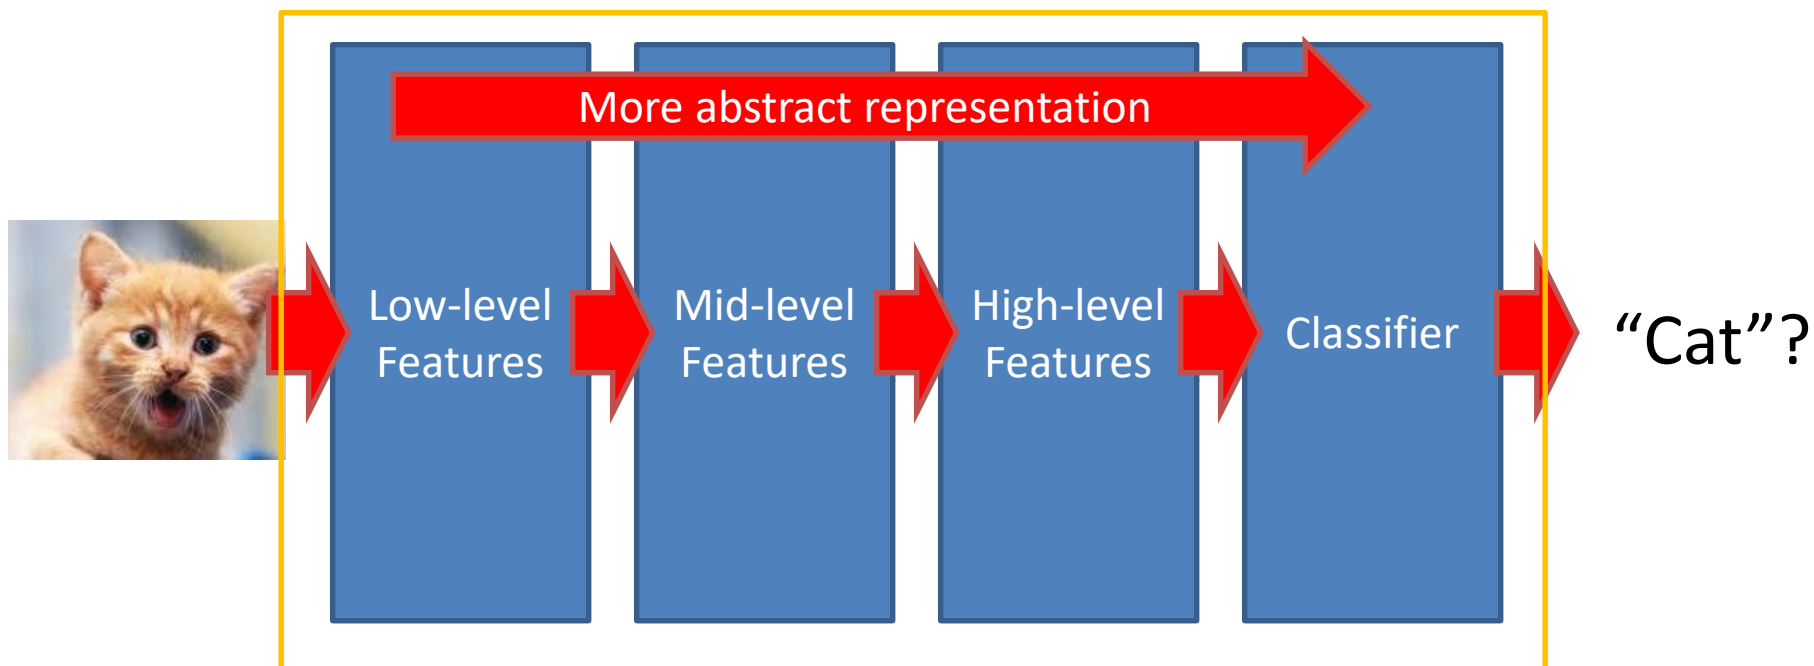 More abstract representation
Low-level
Features
Mid-level
Features
High-level
Features
Classifier
“Cat”?